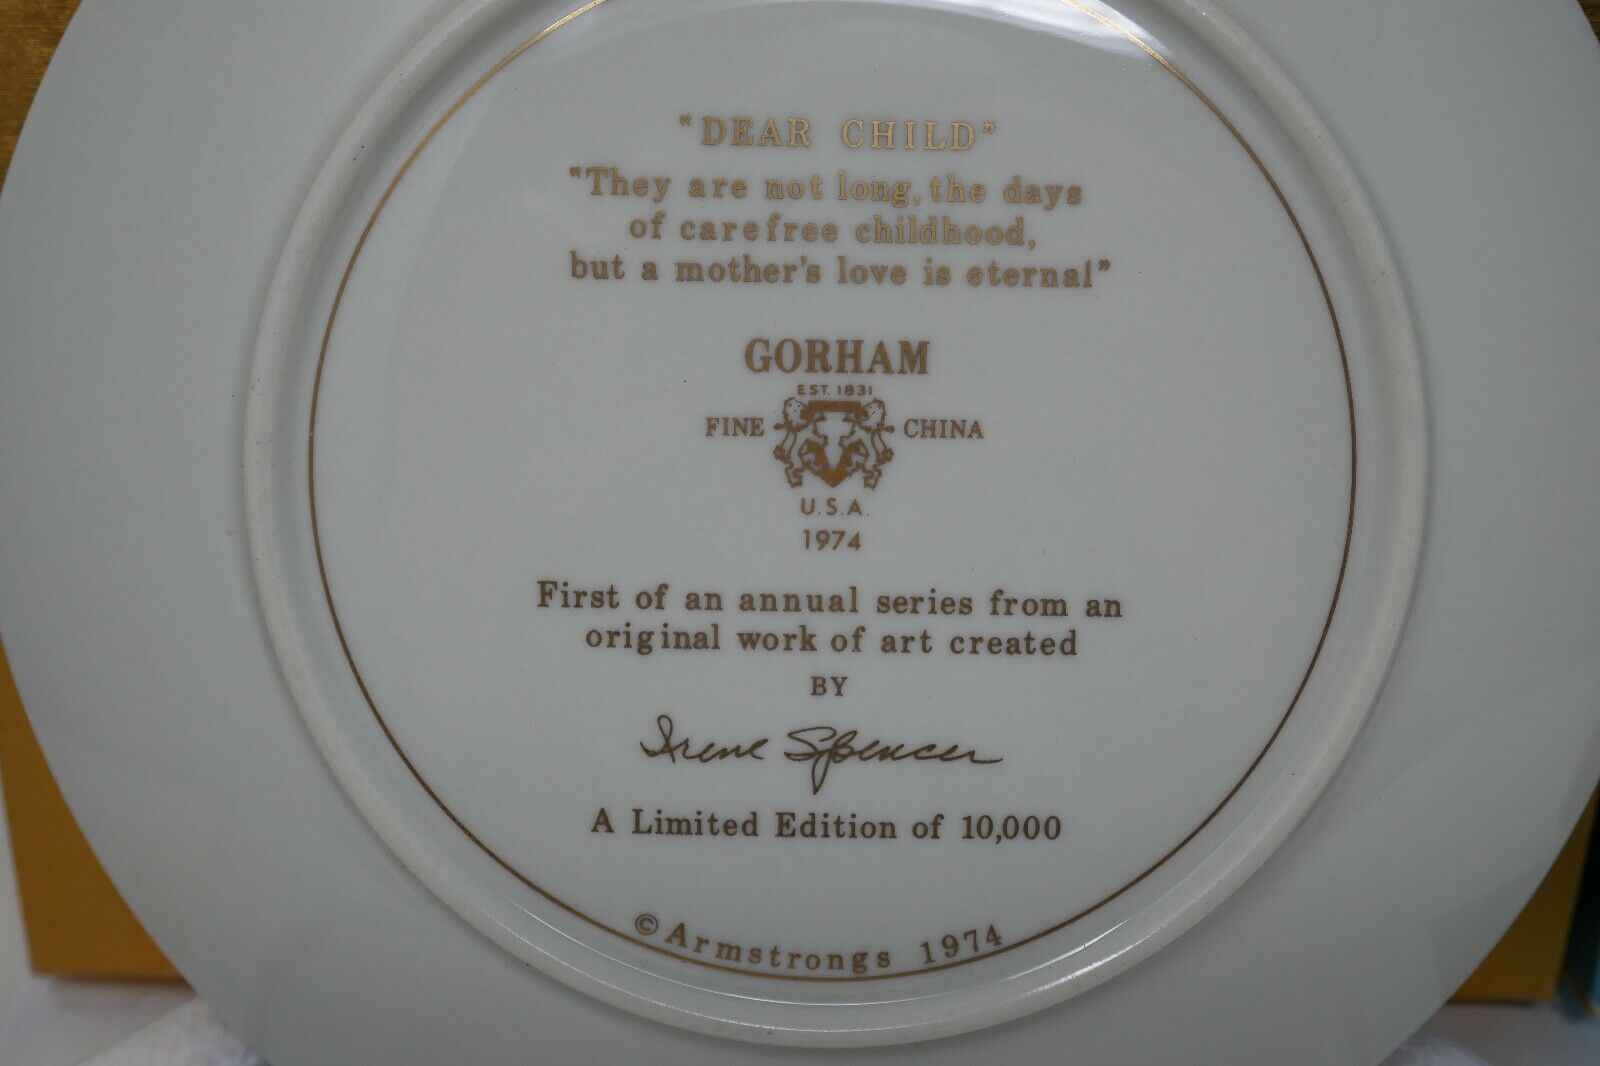 "DEAR CHILD"
"They are not long, the days
of carefree childhood,
but a mother's love is eternal"
GORHAM
EST. 1831
FINE CHINA
U.S.A.
1974
First of an annual series from an
original work of art created
BY
Irene Spencer
A Limited Edition of 10,000
©Armstrongs 1974